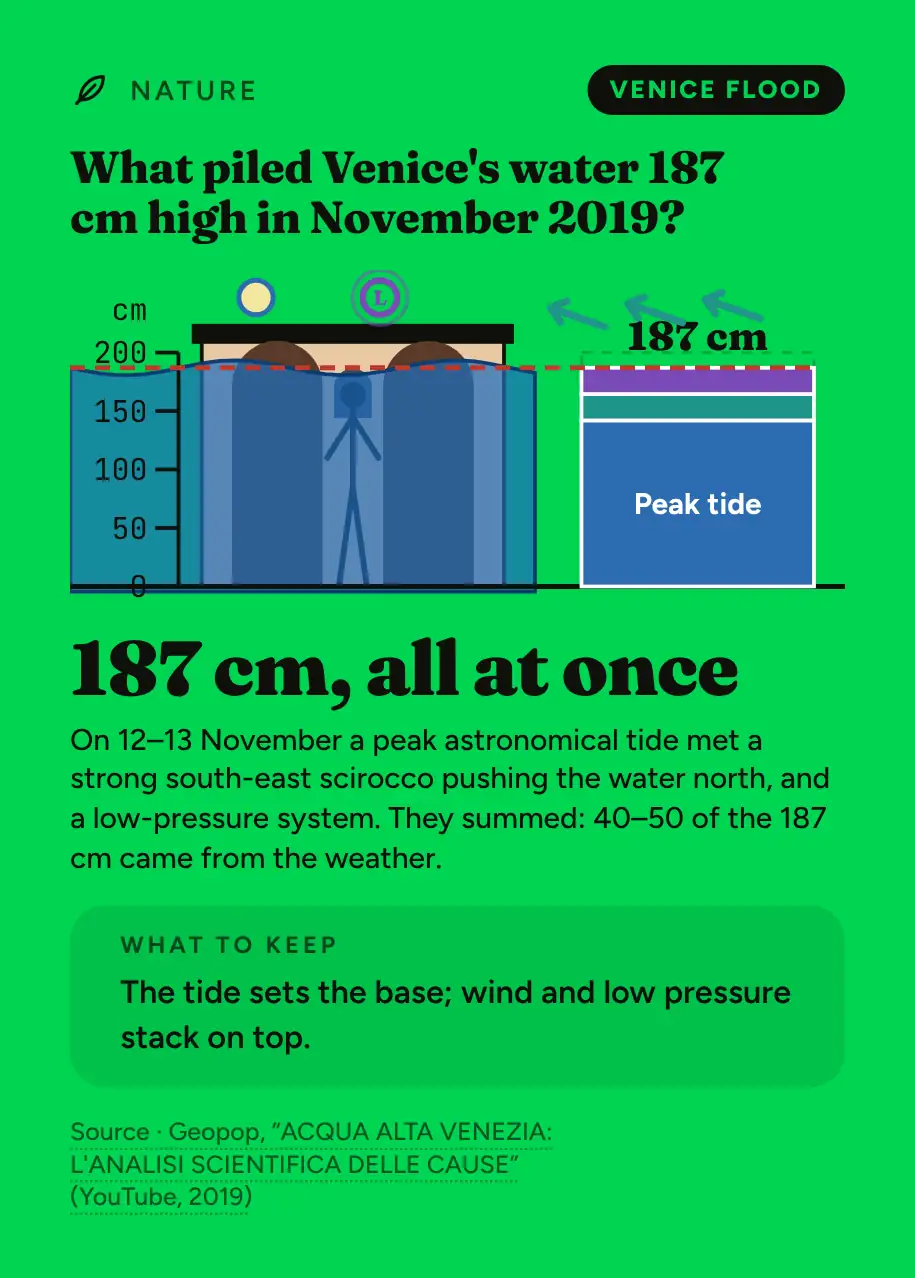 NATURE
VENICE FLOOD
What piled Venice's water 187
cm high in November 2019?
cm
L
187 cm
200
150
100
50
0
Peak tide
187 cm, all at once
On 12–13 November a peak astronomical tide met a
strong south-east scirocco pushing the water north, and
a low-pressure system. They summed: 40–50 of the 187
cm came from the weather.
WHAT TO KEEP
The tide sets the base; wind and low pressure
stack on top.
Source · Geopop, “ACQUA ALTA VENEZIA:
L'ANALISI SCIENTIFICA DELLE CAUSE”
(YouTube, 2019)